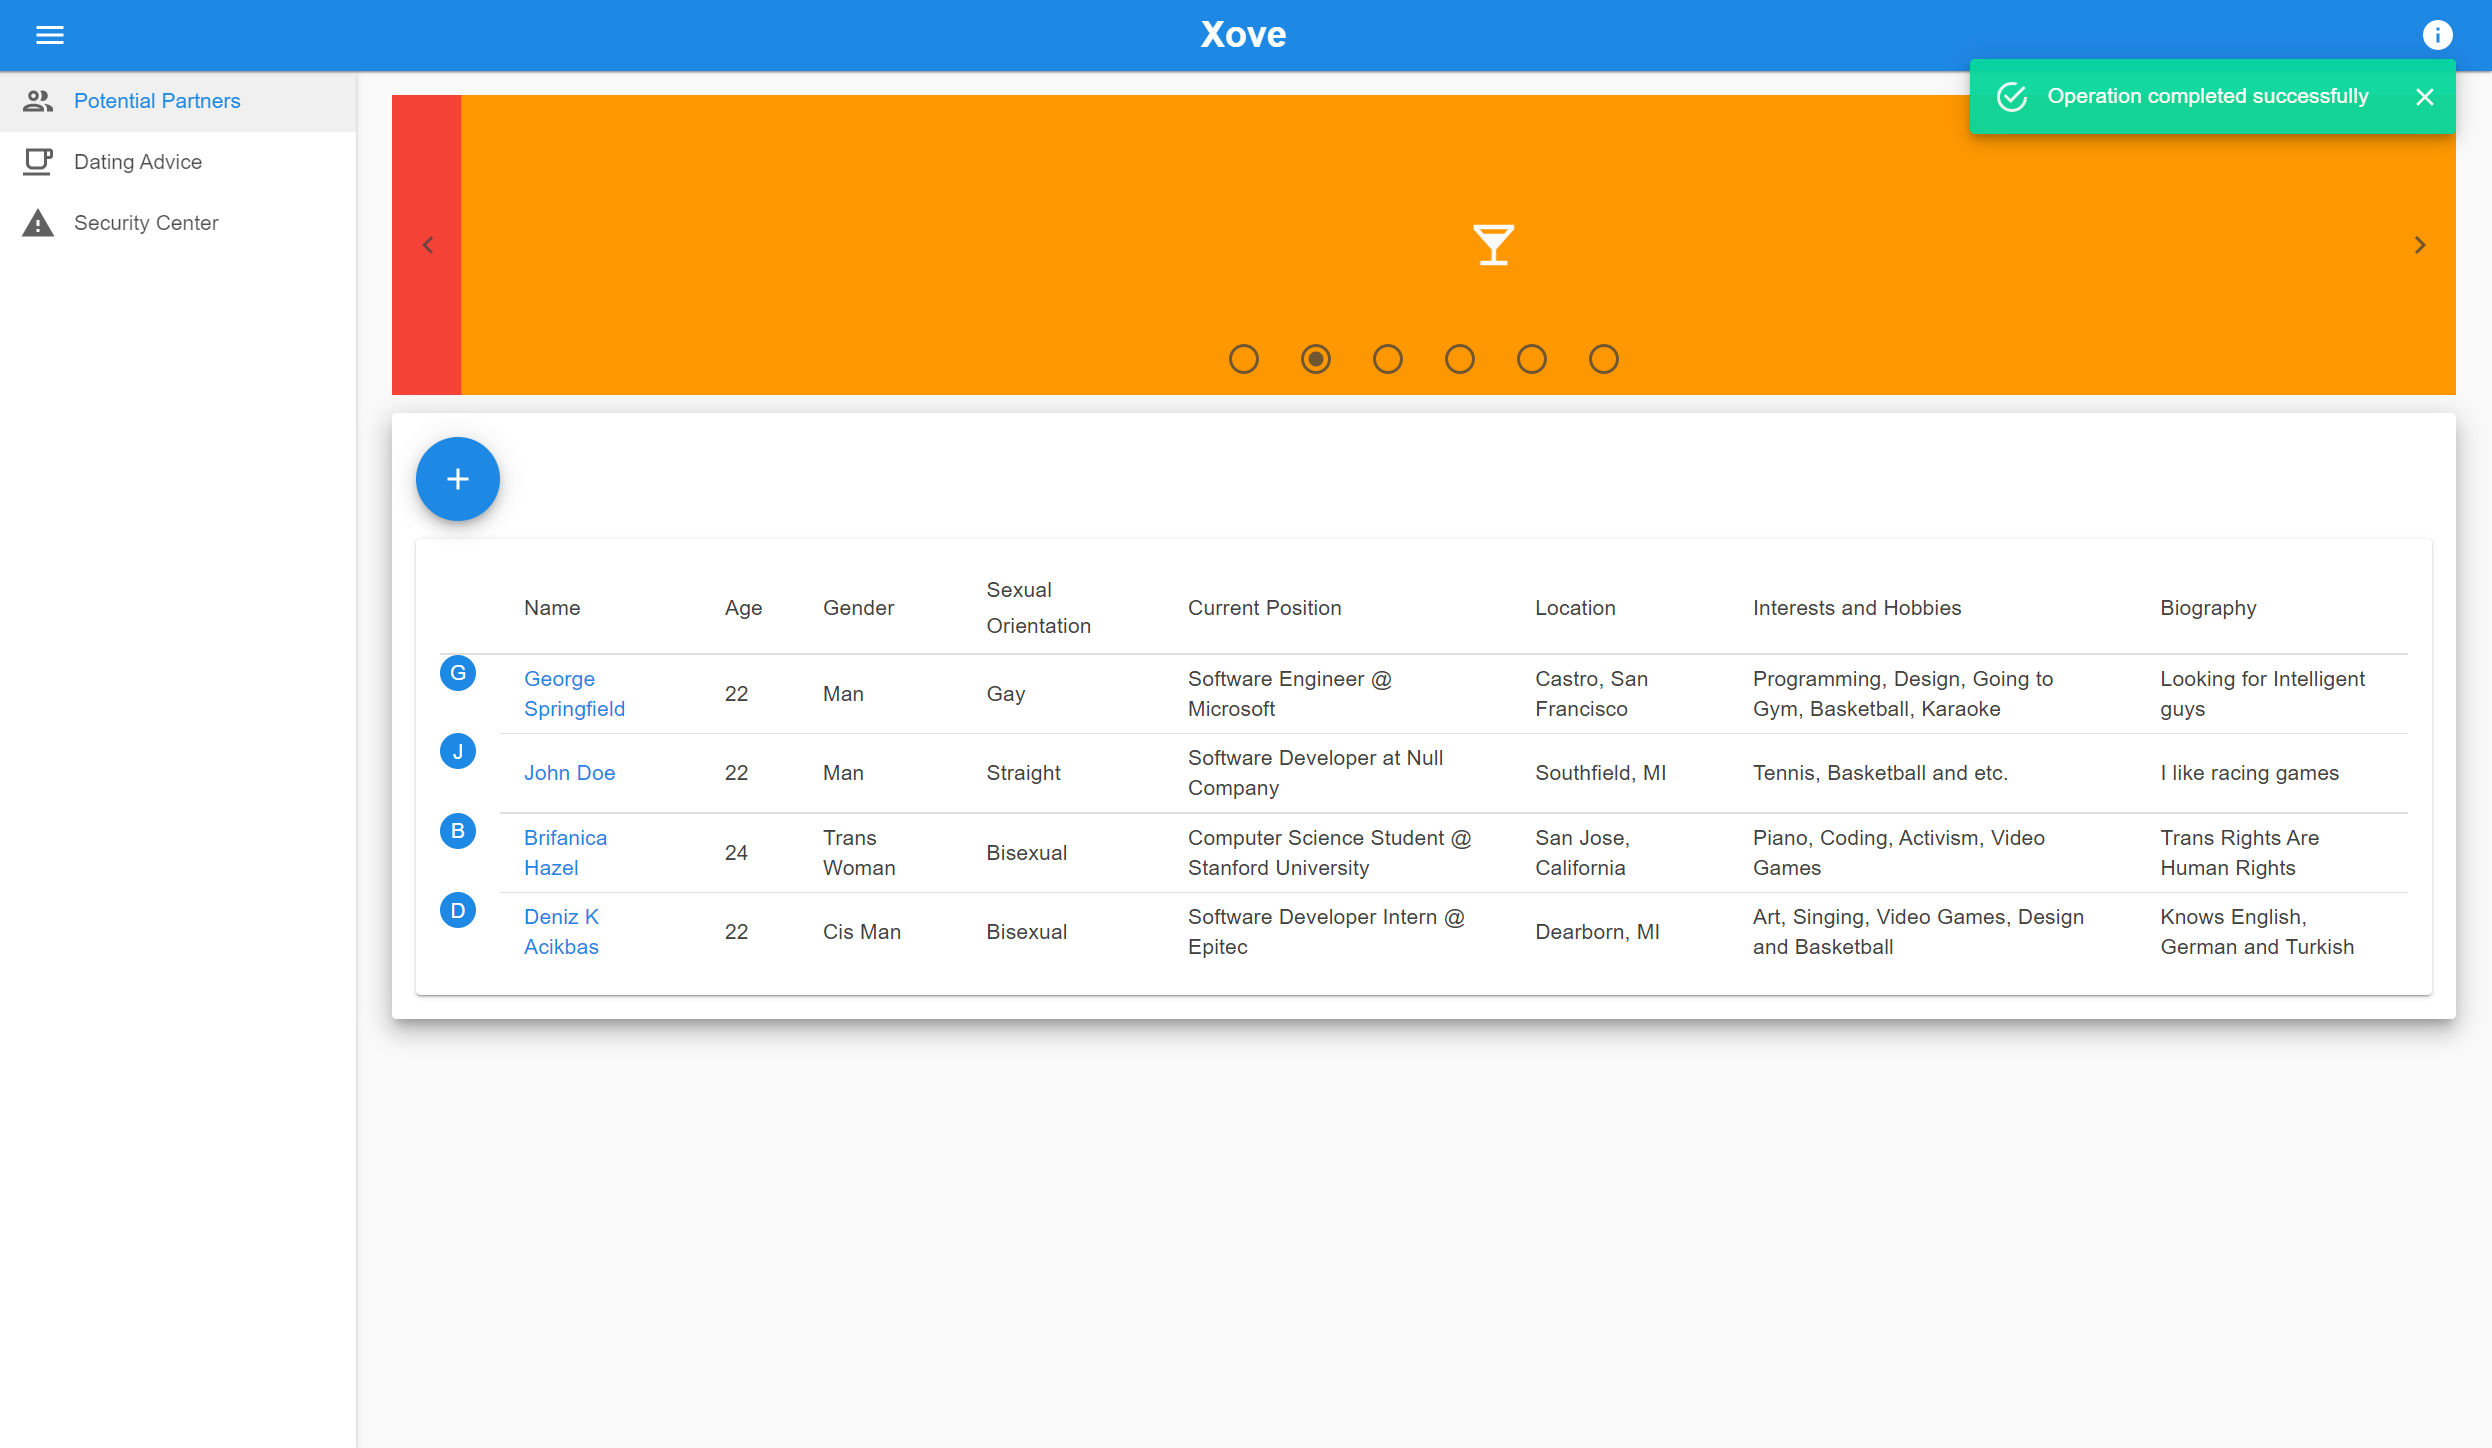 Xove
Operation completed successfully
Potential Partners
Dating Advice
Security Center
Name
Age
Gender
Sexual
Orientation
Current Position
Location
Interests and Hobbies
Biography
G
George
Springfield
22
Man
Gay
Software Engineer @
Microsoft
Castro, San
Francisco
Programming, Design, Going to
Gym, Basketball, Karaoke
Looking for Intelligent
guys
J
John Doe
22
Man
Straight
Software Developer at Null
Company
Southfield, MI
Tennis, Basketball and etc.
I like racing games
B
Brifanica
Hazel
24
Trans
Woman
Bisexual
Computer Science Student @
Stanford University
San Jose,
California
Piano, Coding, Activism, Video
Games
Trans Rights Are
Human Rights
D
Deniz K
Acikbas
22
Cis Man
Bisexual
Software Developer Intern @
Epitec
Dearborn, MI
Art, Singing, Video Games, Design
and Basketball
Knows English,
German and Turkish